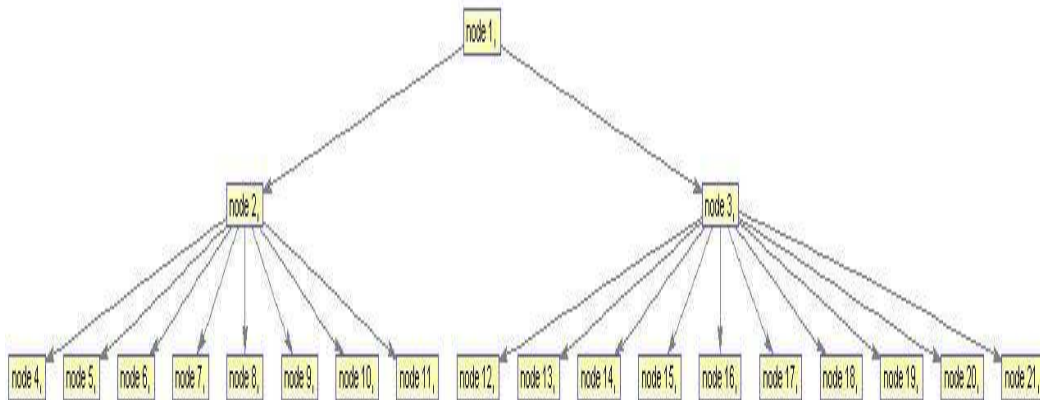 node 1,
node 2,
node 3,
node 4,
node 5,
node 6,
node 7,
node 8,
node 9,
node 10,
node 11,
node 12,
node 13,
node 14,
node 15,
node 16,
node 17,
node 18,
node 19,
node 20,
node 21,